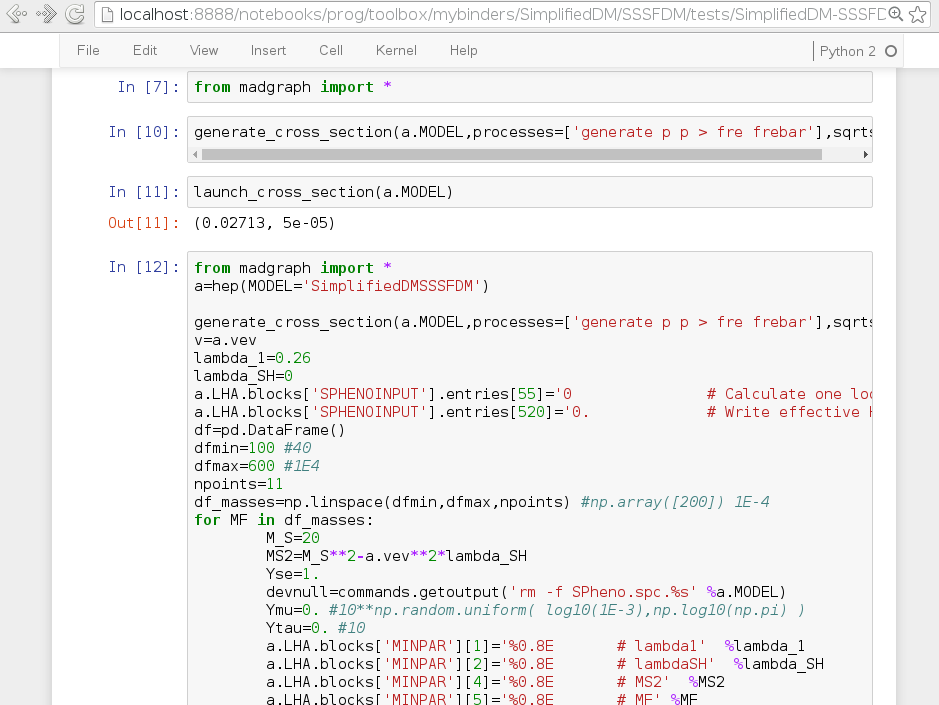 localhost:8888/notebooks/prog/toolbox/mybinders/SimplifiedDM/SSSFDM/tests/SimplifiedDM-SSSFD
File Edit View Insert Cell Kernel Help Python 2
In [7]: from madgraph import *
In [10]: generate_cross_section(a.MODEL,processes=['generate p p > fre frebar'],sqrts
In [11]: launch_cross_section(a.MODEL)
Out[11]: (0.02713, 5e-05)
In [12]: from madgraph import *
a=hep(MODEL='SimplifiedDMSSSFDM')
generate_cross_section(a.MODEL,processes=['generate p p > fre frebar'],sqrts
v=a.vev
lambda_1=0.26
lambda_SH=0
a.LHA.blocks['SPHENOINPUT'].entries[55]='0 # Calculate one loo
a.LHA.blocks['SPHENOINPUT'].entries[520]='0. # Write effective H
df=pd.DataFrame()
dfmin=100 #40
dfmax=600 #1E4
npoints=11
df_masses=np.linspace(dfmin,dfmax,npoints) #np.array([200]) 1E-4
for MF in df_masses:
M_S=20
MS2=M_S**2-a.vev**2*lambda_SH
Yse=1.
devnull=commands.getoutput('rm -f SPheno.spc.%s' %a.MODEL)
Ymu=0. #10**np.random.uniform( log10(1E-3),np.log10(np.pi) )
Ytau=0. #10
a.LHA.blocks['MINPAR'][1]='%0.8E # lambda1' %lambda_1
a.LHA.blocks['MINPAR'][2]='%0.8E # lambdaSH' %lambda_SH
a.LHA.blocks['MINPAR'][4]='%0.8E # MS2' %MS2
a.LHA.blocks['MINPAR'][5]='%0.8E # MF' %MF